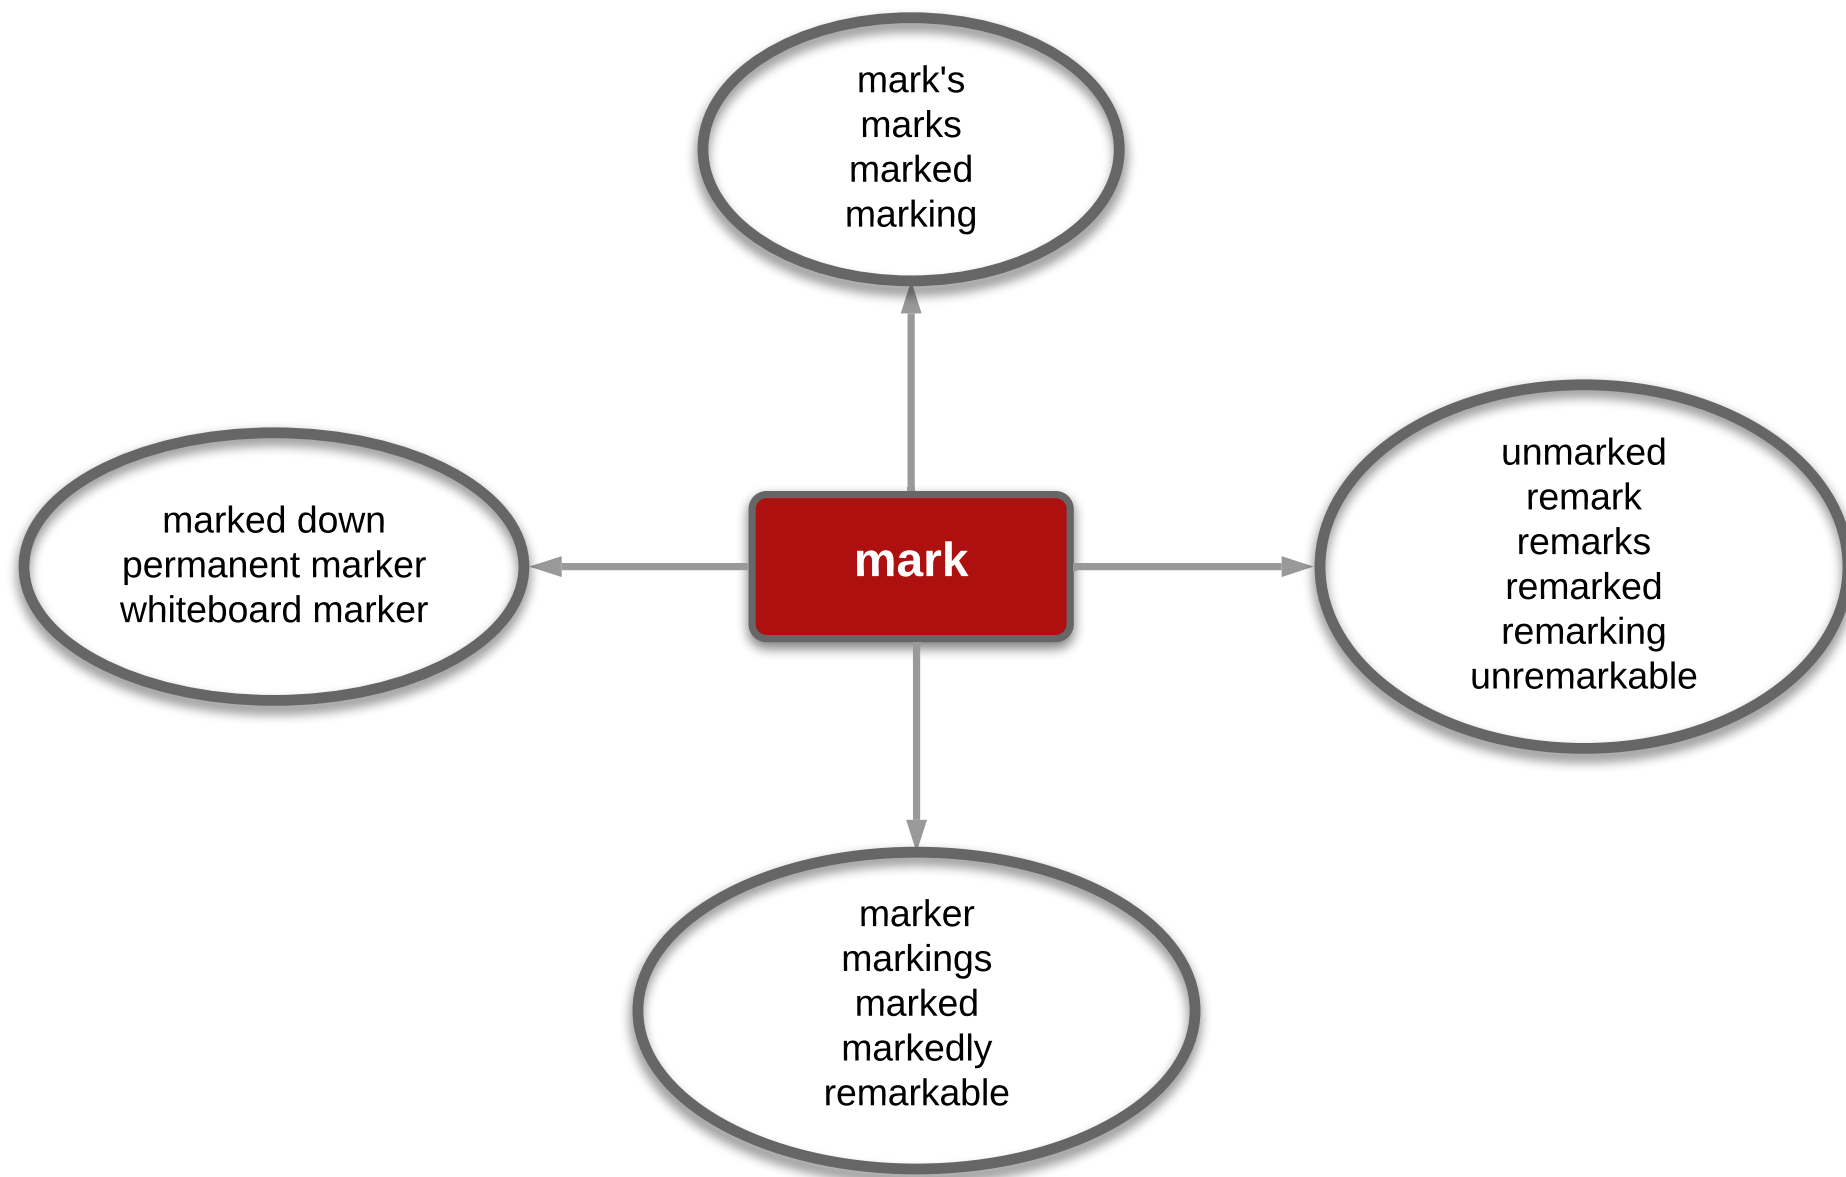 mark's
marks
marked
marking
unmarked
remark
remarks
remarked
remarking
unremarkable
marked down
permanent marker
whiteboard marker
mark
marker
markings
marked
markedly
remarkable